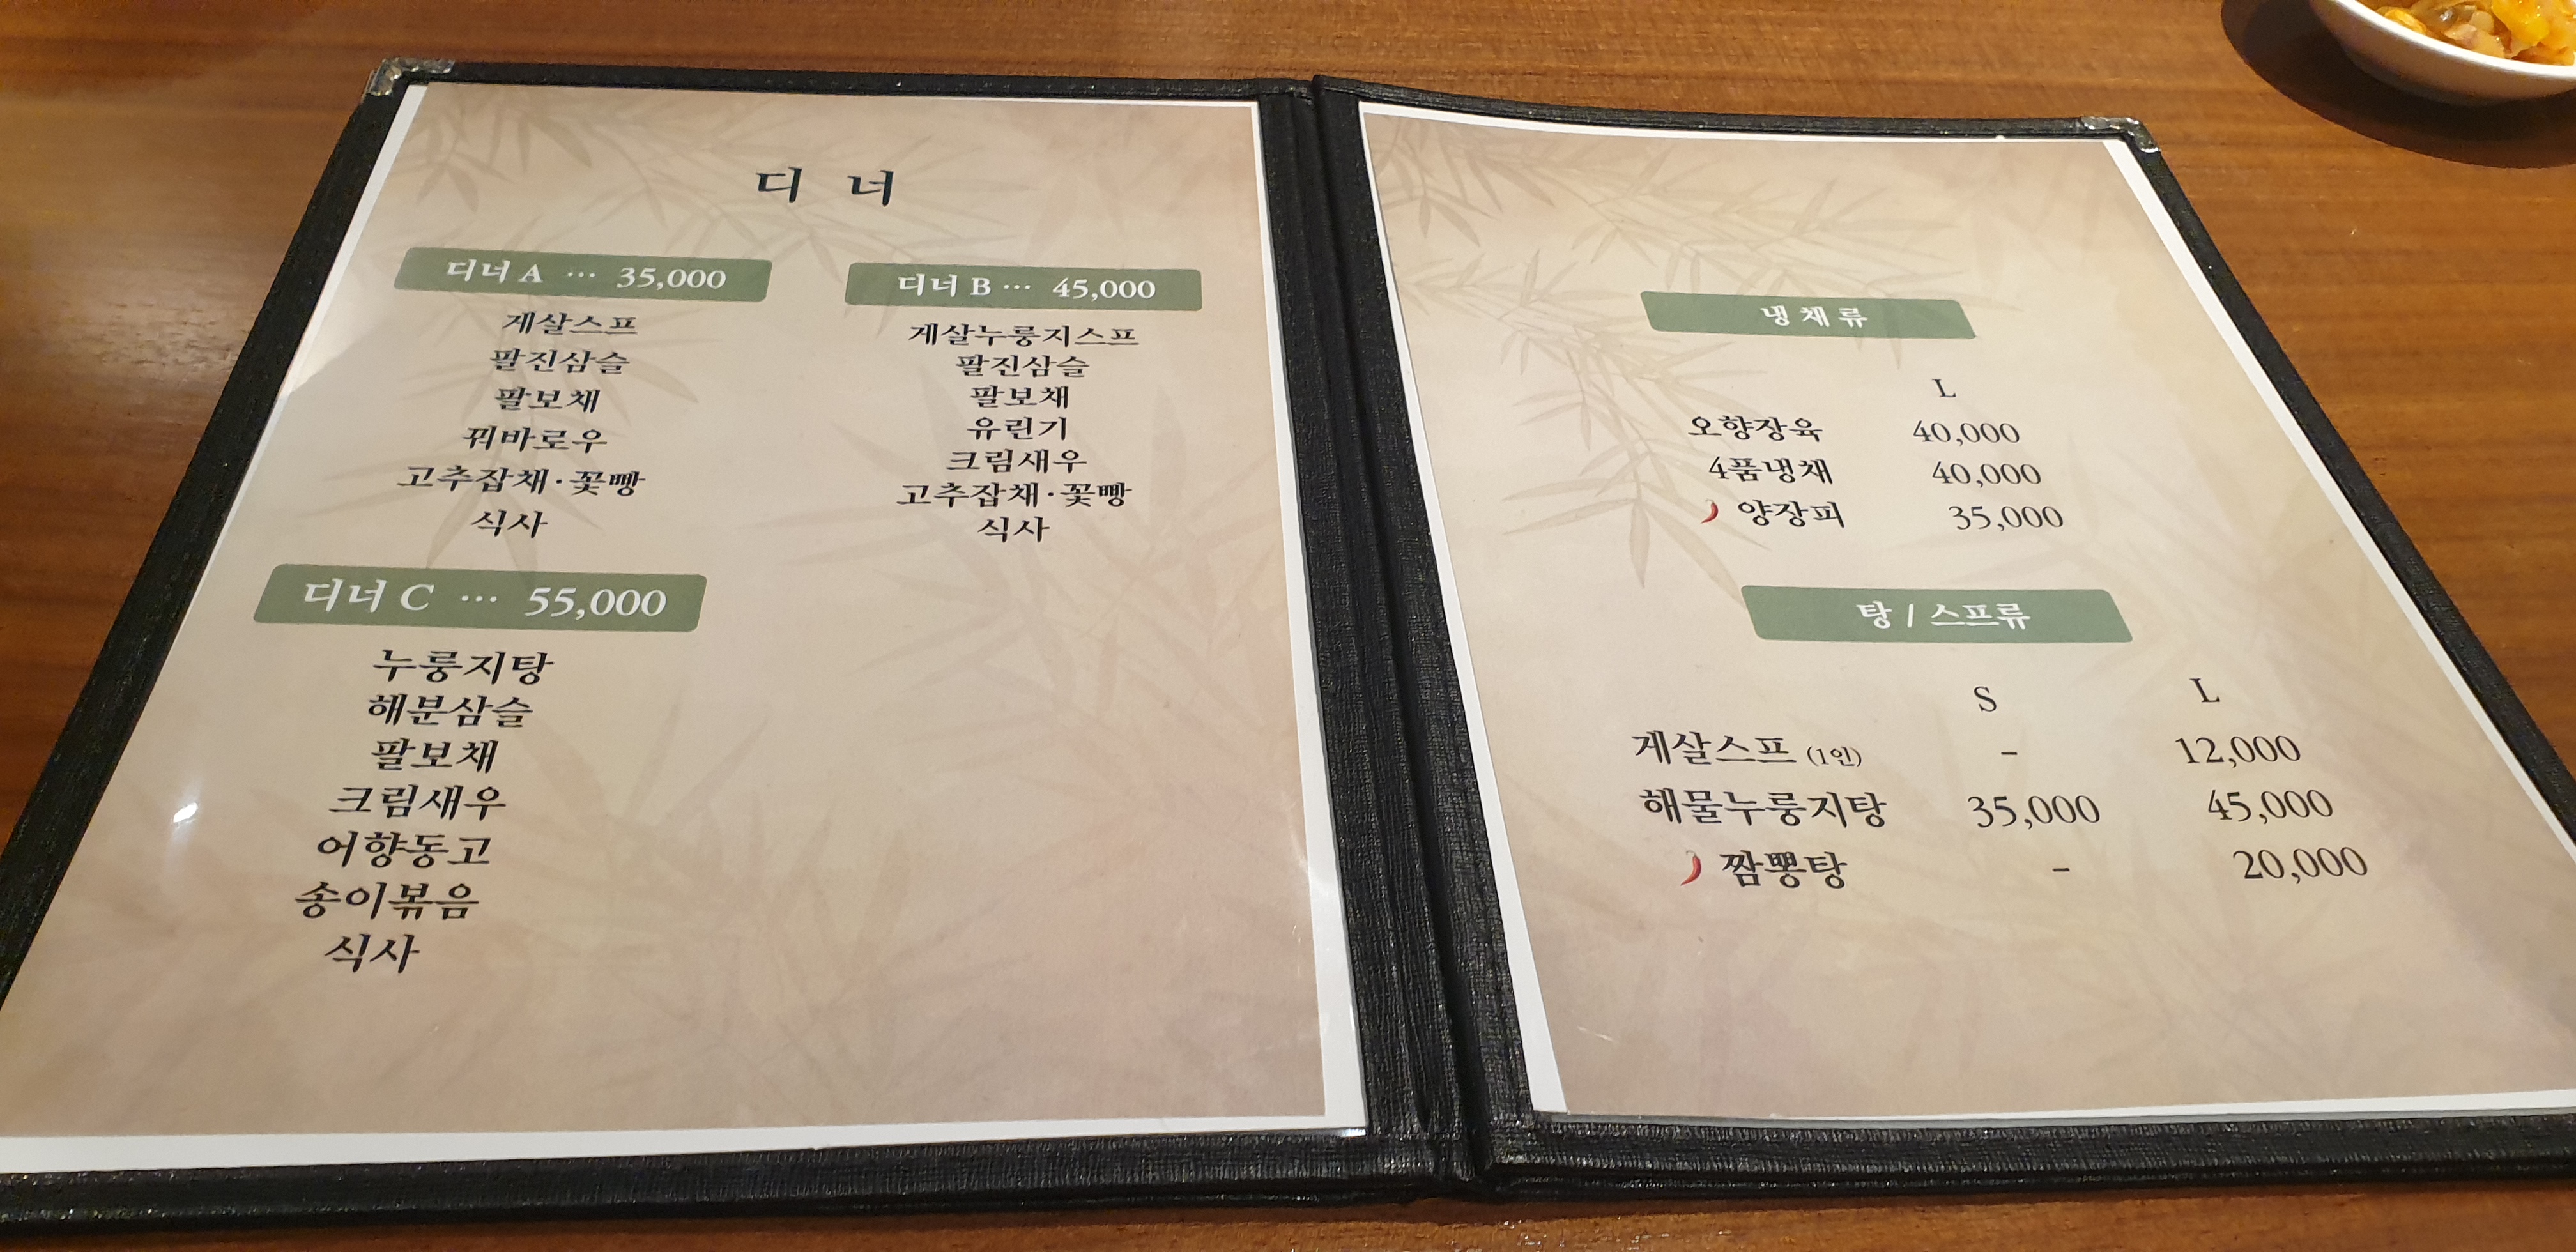 디 너
디너 A ··· 35,000
게살스프
팔진삼슬
팔보채
꿔바로우
고추잡채·꽃빵
식사
디너 B ··· 45,000
게살누룽지스프
팔진삼슬
팔보채
유린기
크림새우
고추잡채·꽃빵
식사
디너 C ··· 55,000
누룽지탕
해분삼슬
팔보채
크림새우
어향동고
송이볶음
식사
냉채류
L
오향장육 40,000
4품냉채 40,000
양장피 35,000
탕 / 스프류
S L
게살스프 (1인) - 12,000
해물누룽지탕 35,000 45,000
짬뽕탕 - 20,000